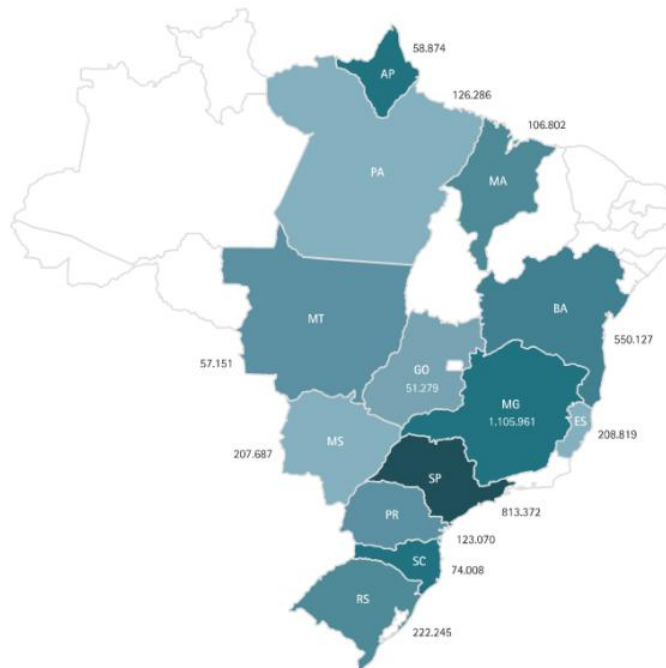 58.874
AP
126.286
106.802
PA
MA
BA
MT
550.127
57.151
GO
51.279
MG
1.105.961
ES
208.819
MS
207.687
SP
813.372
PR
123.070
SC
74.008
RS
222.245